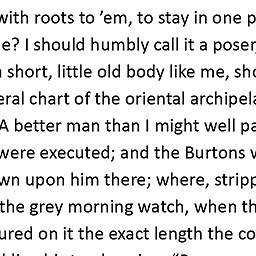 with roots to ’em, to stay in one p
e? I should humbly call it a poser
short, little old body like me, sho
eral chart of the oriental archipela
A better man than I might well pa
were executed; and the Burtons w
wn upon him there; where, stripp
the grey morning watch, when th
ured on it the exact length the co